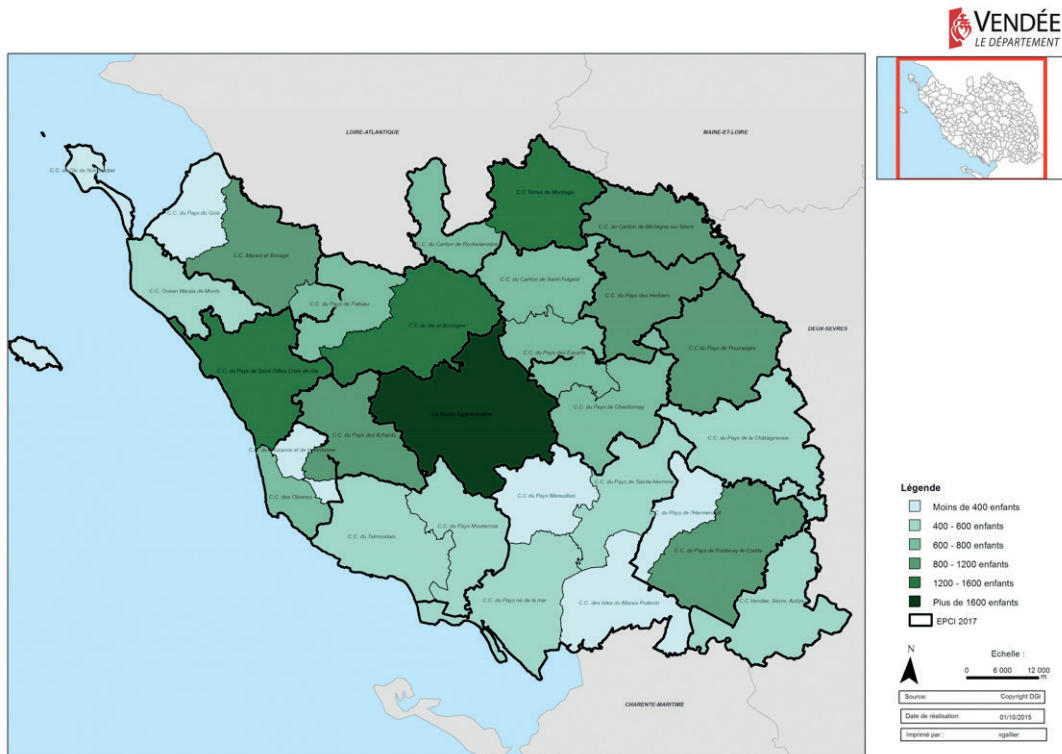 VENDÉE
LE DÉPARTEMENT
LOIRE-ATLANTIQUE
MAINE-ET-LOIRE
C.C. de l'Ile de Noirmoutier
C.C. Terres de Montaigu
C.C. du Pays du Gois
C.C. du Canton de Mortagne sur Sèvre
C.C. du Canton de Rocheservière
C.C. Marais et Bocage
C.C. du Canton de Saint-Fulgent
C.C. Océan Marais de Monts
C.C. du Pays des Herbiers
C.C. du Pays de Palluau
C.C de Vie et Boulogne
DEUX-SEVRES
C.C. du Pays de Pouzauges
C.C. du Pays des Essarts
C.C. du Pays de Saint Gilles-Croix-de-Vie
C.C. du Pays de Chantonnay
La Roche Agglomération
C.C. du Pays des Achards
C.C. du Pays de la Châtaigneraie
C.C. du Pays de Sainte-Hermine
C.C. des Olonnes
C.C du Pays Mareuillais
C.C. du Pays de l'Hermenault
C.C. du Pays Moutierrois
C.C. du Talmondais
C.C. du Pays de Fontenay-le-Comte
C.C. du Pays né de la mer
C.C. des Isles du Marais Poitevin
C.C Vendée, Sèvre, Autise
CHARENTE-MARITIME
Légende
Moins de 400 enfants
400 - 600 enfants
600 - 800 enfants
800 - 1200 enfants
1200 - 1600 enfants
Plus de 1600 enfants
EPCI 2017
N
Echelle :
0 6 000 12 000
m
Source: Copyright DGI
Date de réalisation 01/10/2015
Imprimé par : vgallier